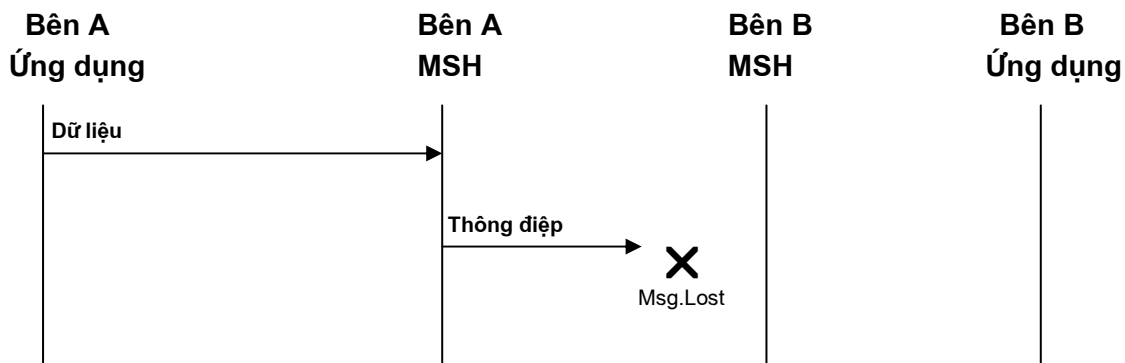 Bên A
Ứng dụng
Bên A
MSH
Bên B
MSH
Bên B
Ứng dụng
Dữ liệu
Thông điệp
Msg.Lost